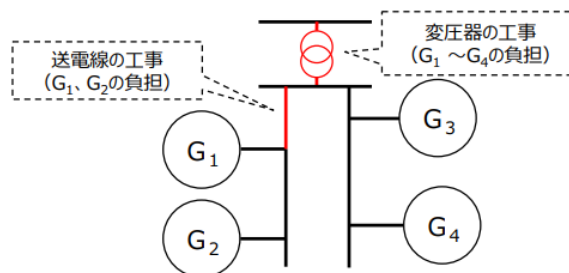 送電線の工事
（G₁、G₂の負担）
変圧器の工事
（G₁ ～G₄の負担）
G₁
G₂
G₃
G₄